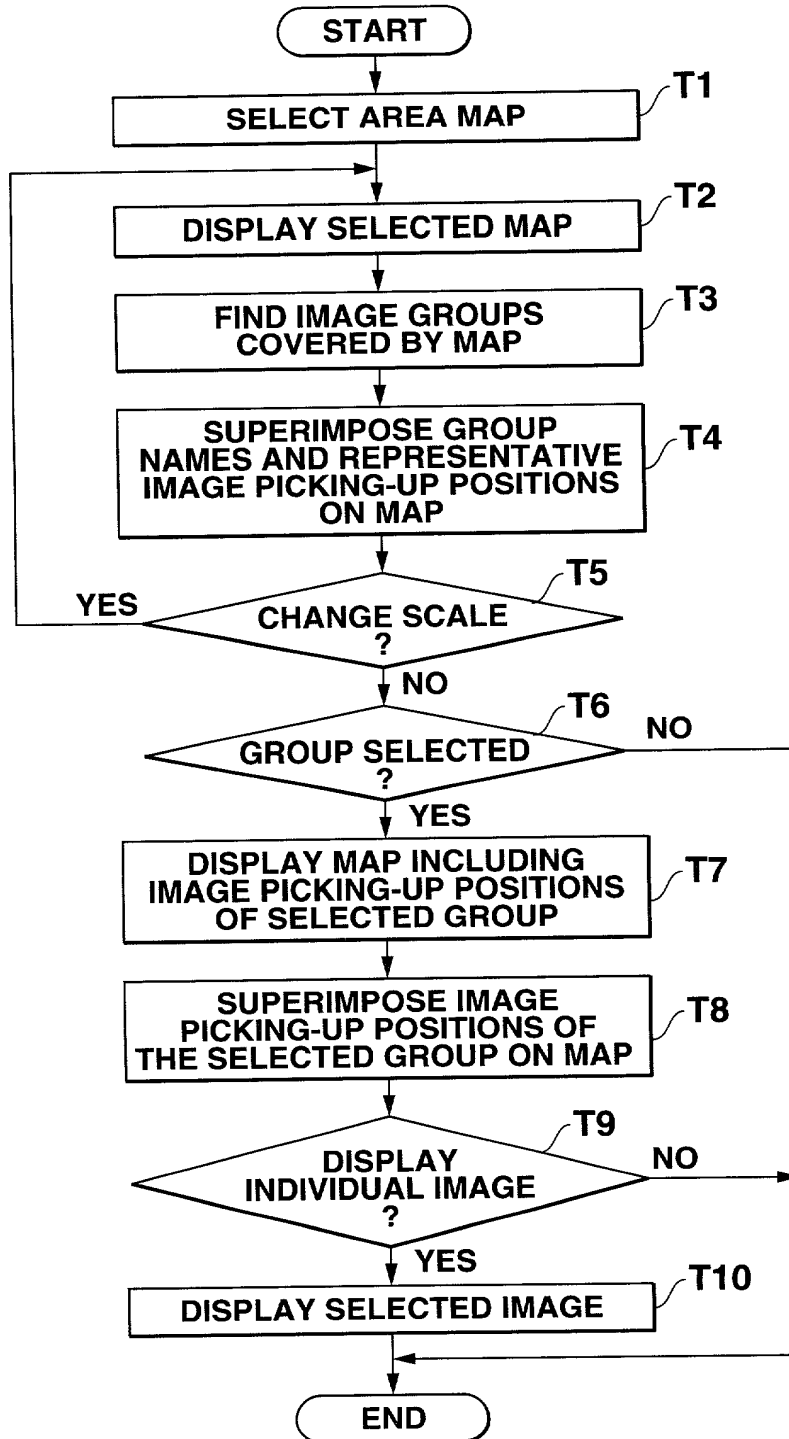 START
T1
SELECT AREA MAP
T2
DISPLAY SELECTED MAP
T3
FIND IMAGE GROUPS
COVERED BY MAP
T4
SUPERIMPOSE GROUP
NAMES AND REPRESENTATIVE
IMAGE PICKING-UP POSITIONS
ON MAP
T5
YES
CHANGE SCALE
?
NO
T6
NO
GROUP SELECTED
?
YES
T7
DISPLAY MAP INCLUDING
IMAGE PICKING-UP POSITIONS
OF SELECTED GROUP
T8
SUPERIMPOSE IMAGE
PICKING-UP POSITIONS OF
THE SELECTED GROUP ON MAP
T9
NO
DISPLAY
INDIVIDUAL IMAGE
?
YES
T10
DISPLAY SELECTED IMAGE
END